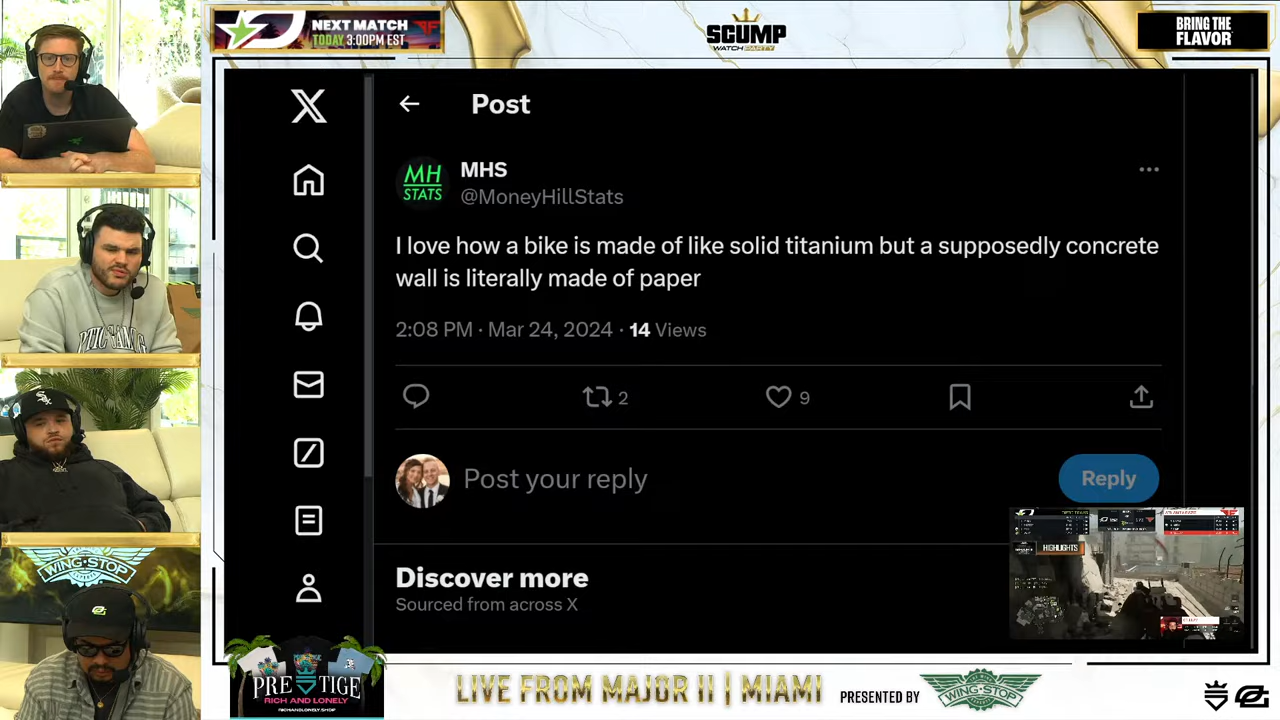 NEXT MATCH
TODAY 3:00PM EST
SCUMP
WATCH PARTY
BRING THE
FLAVOR
Post
MH
STATS
MHS
@MoneyHillStats
I love how a bike is made of like solid titanium but a supposedly concrete
wall is literally made of paper
2:08 PM · Mar 24, 2024 · 14 Views
2
9
Post your reply
Reply
Discover more
Sourced from across X
HIGHLIGHTS
WING·STOP
PRESTIGE
RICH AND LONELY
RICHANDLONELY.SHOP
LIVE FROM MAJOR II | MIAMI
PRESENTED BY
WING·STOP